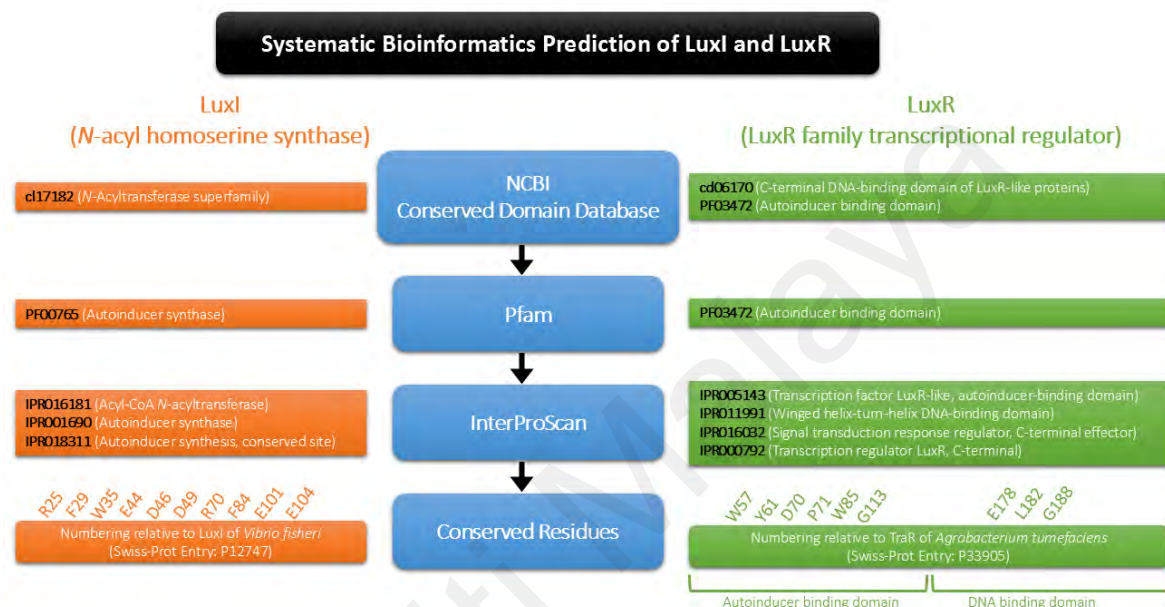 Systematic Bioinformatics Prediction of LuxI and LuxR
LuxI
(N-acyl homoserine synthase)
LuxR
(LuxR family transcriptional regulator)
cl17182 (N-Acyltransferase superfamily)
NCBI
Conserved Domain Database
cd06170 (C-terminal DNA-binding domain of LuxR-like proteins)
PF03472 (Autoinducer binding domain)
PF00765 (Autoinducer synthase)
Pfam
PF03472 (Autoinducer binding domain)
IPR016181 (Acyl-CoA N-acyltransferase)
IPR001690 (Autoinducer synthase)
IPR018311 (Autoinducer synthesis, conserved site)
InterProScan
IPR005143 (Transcription factor LuxR-like, autoinducer-binding domain)
IPR011991 (Winged helix-turn-helix DNA-binding domain)
IPR016032 (Signal transduction response regulator, C-terminal effector)
IPR000792 (Transcription regulator LuxR, C-terminal)
R25 F29 W35 E44 D46 D49 R70 F84 E101 E104
Numbering relative to LuxI of Vibrio fisheri
(Swiss-Prot Entry: P12747)
Conserved Residues
W57 Y61 D70 P71 W85 G113 E178 L182 G188
Numbering relative to TraR of Agrobacterium tumefaciens
(Swiss-Prot Entry: P33905)
Autoinducer binding domain
DNA binding domain